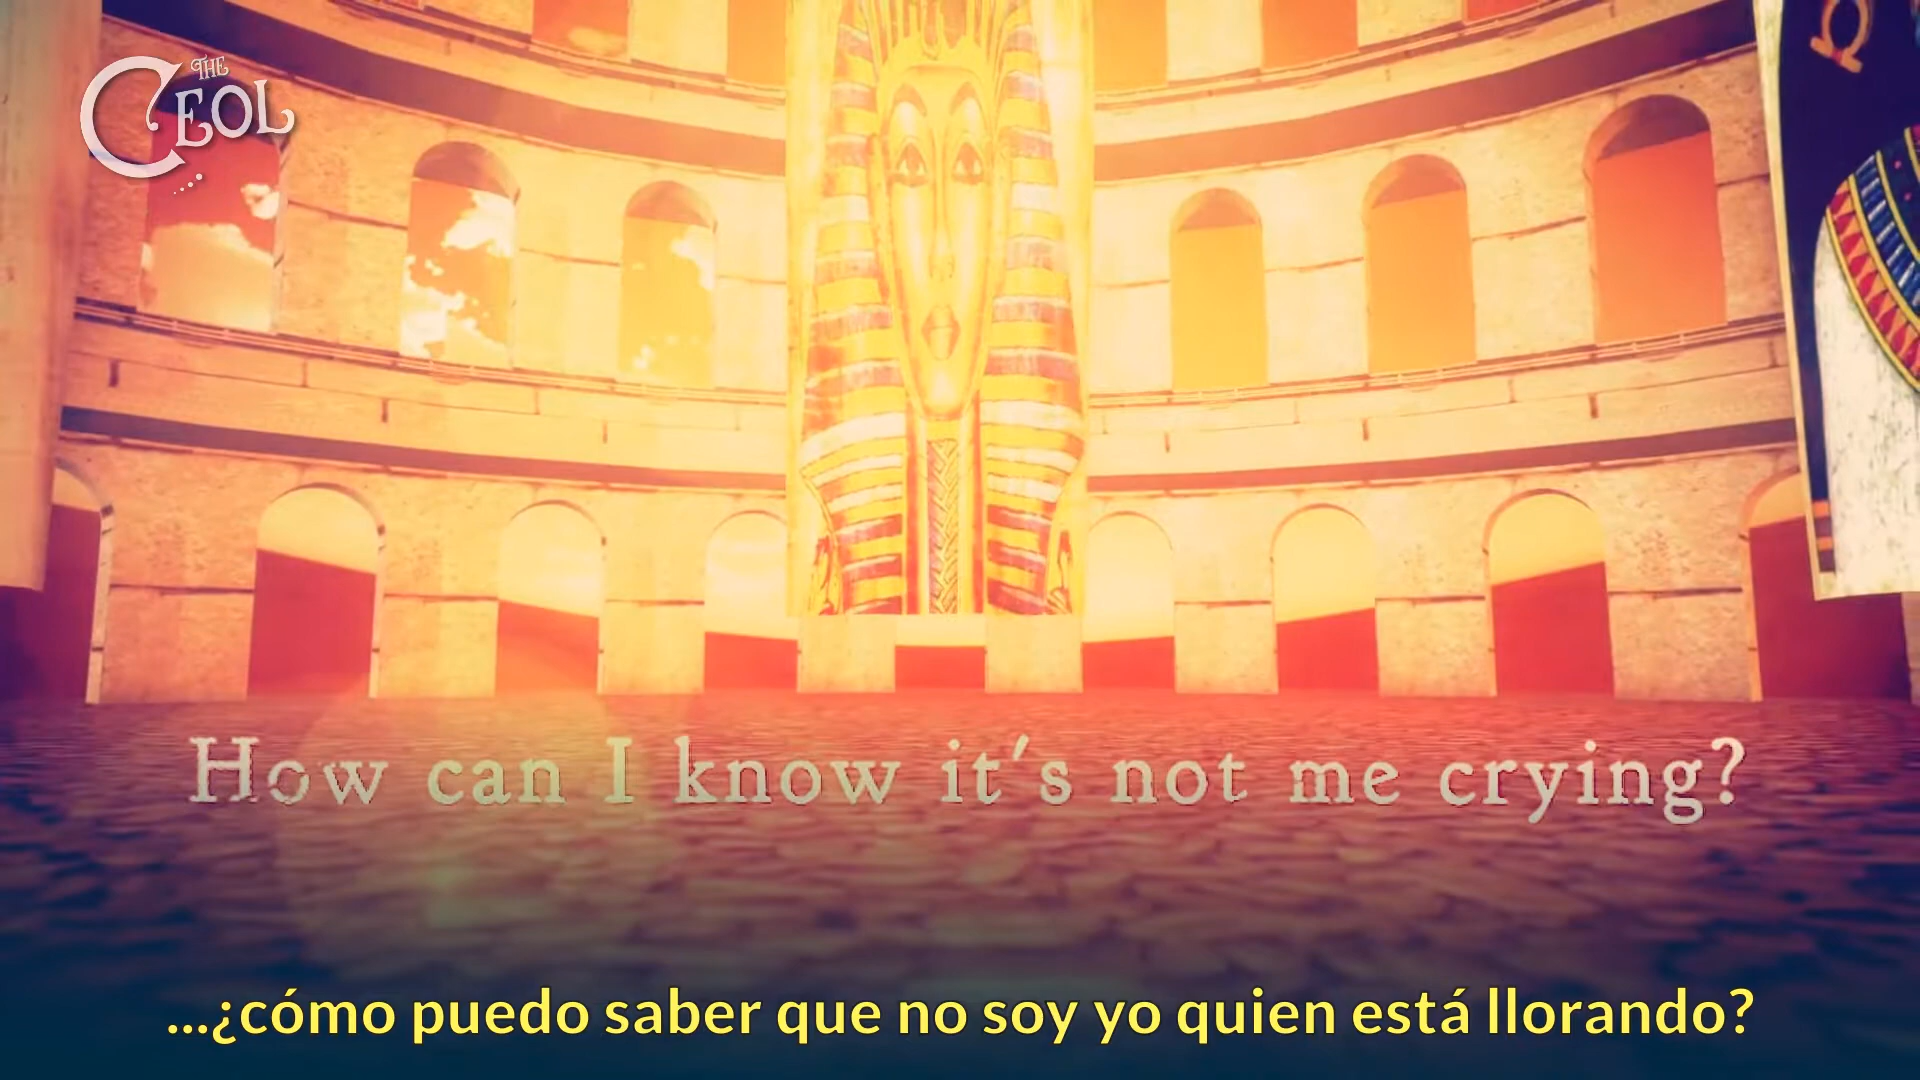 THE CEOL
How can I know it's not me crying?
...¿cómo puedo saber que no soy yo quien está llorando?